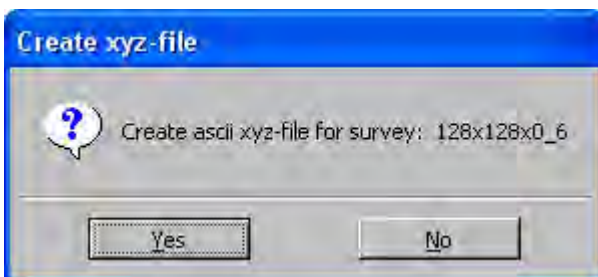 Create xyz-file
Create ascii xyz-file for survey: 128x128x0_6
Yes
No